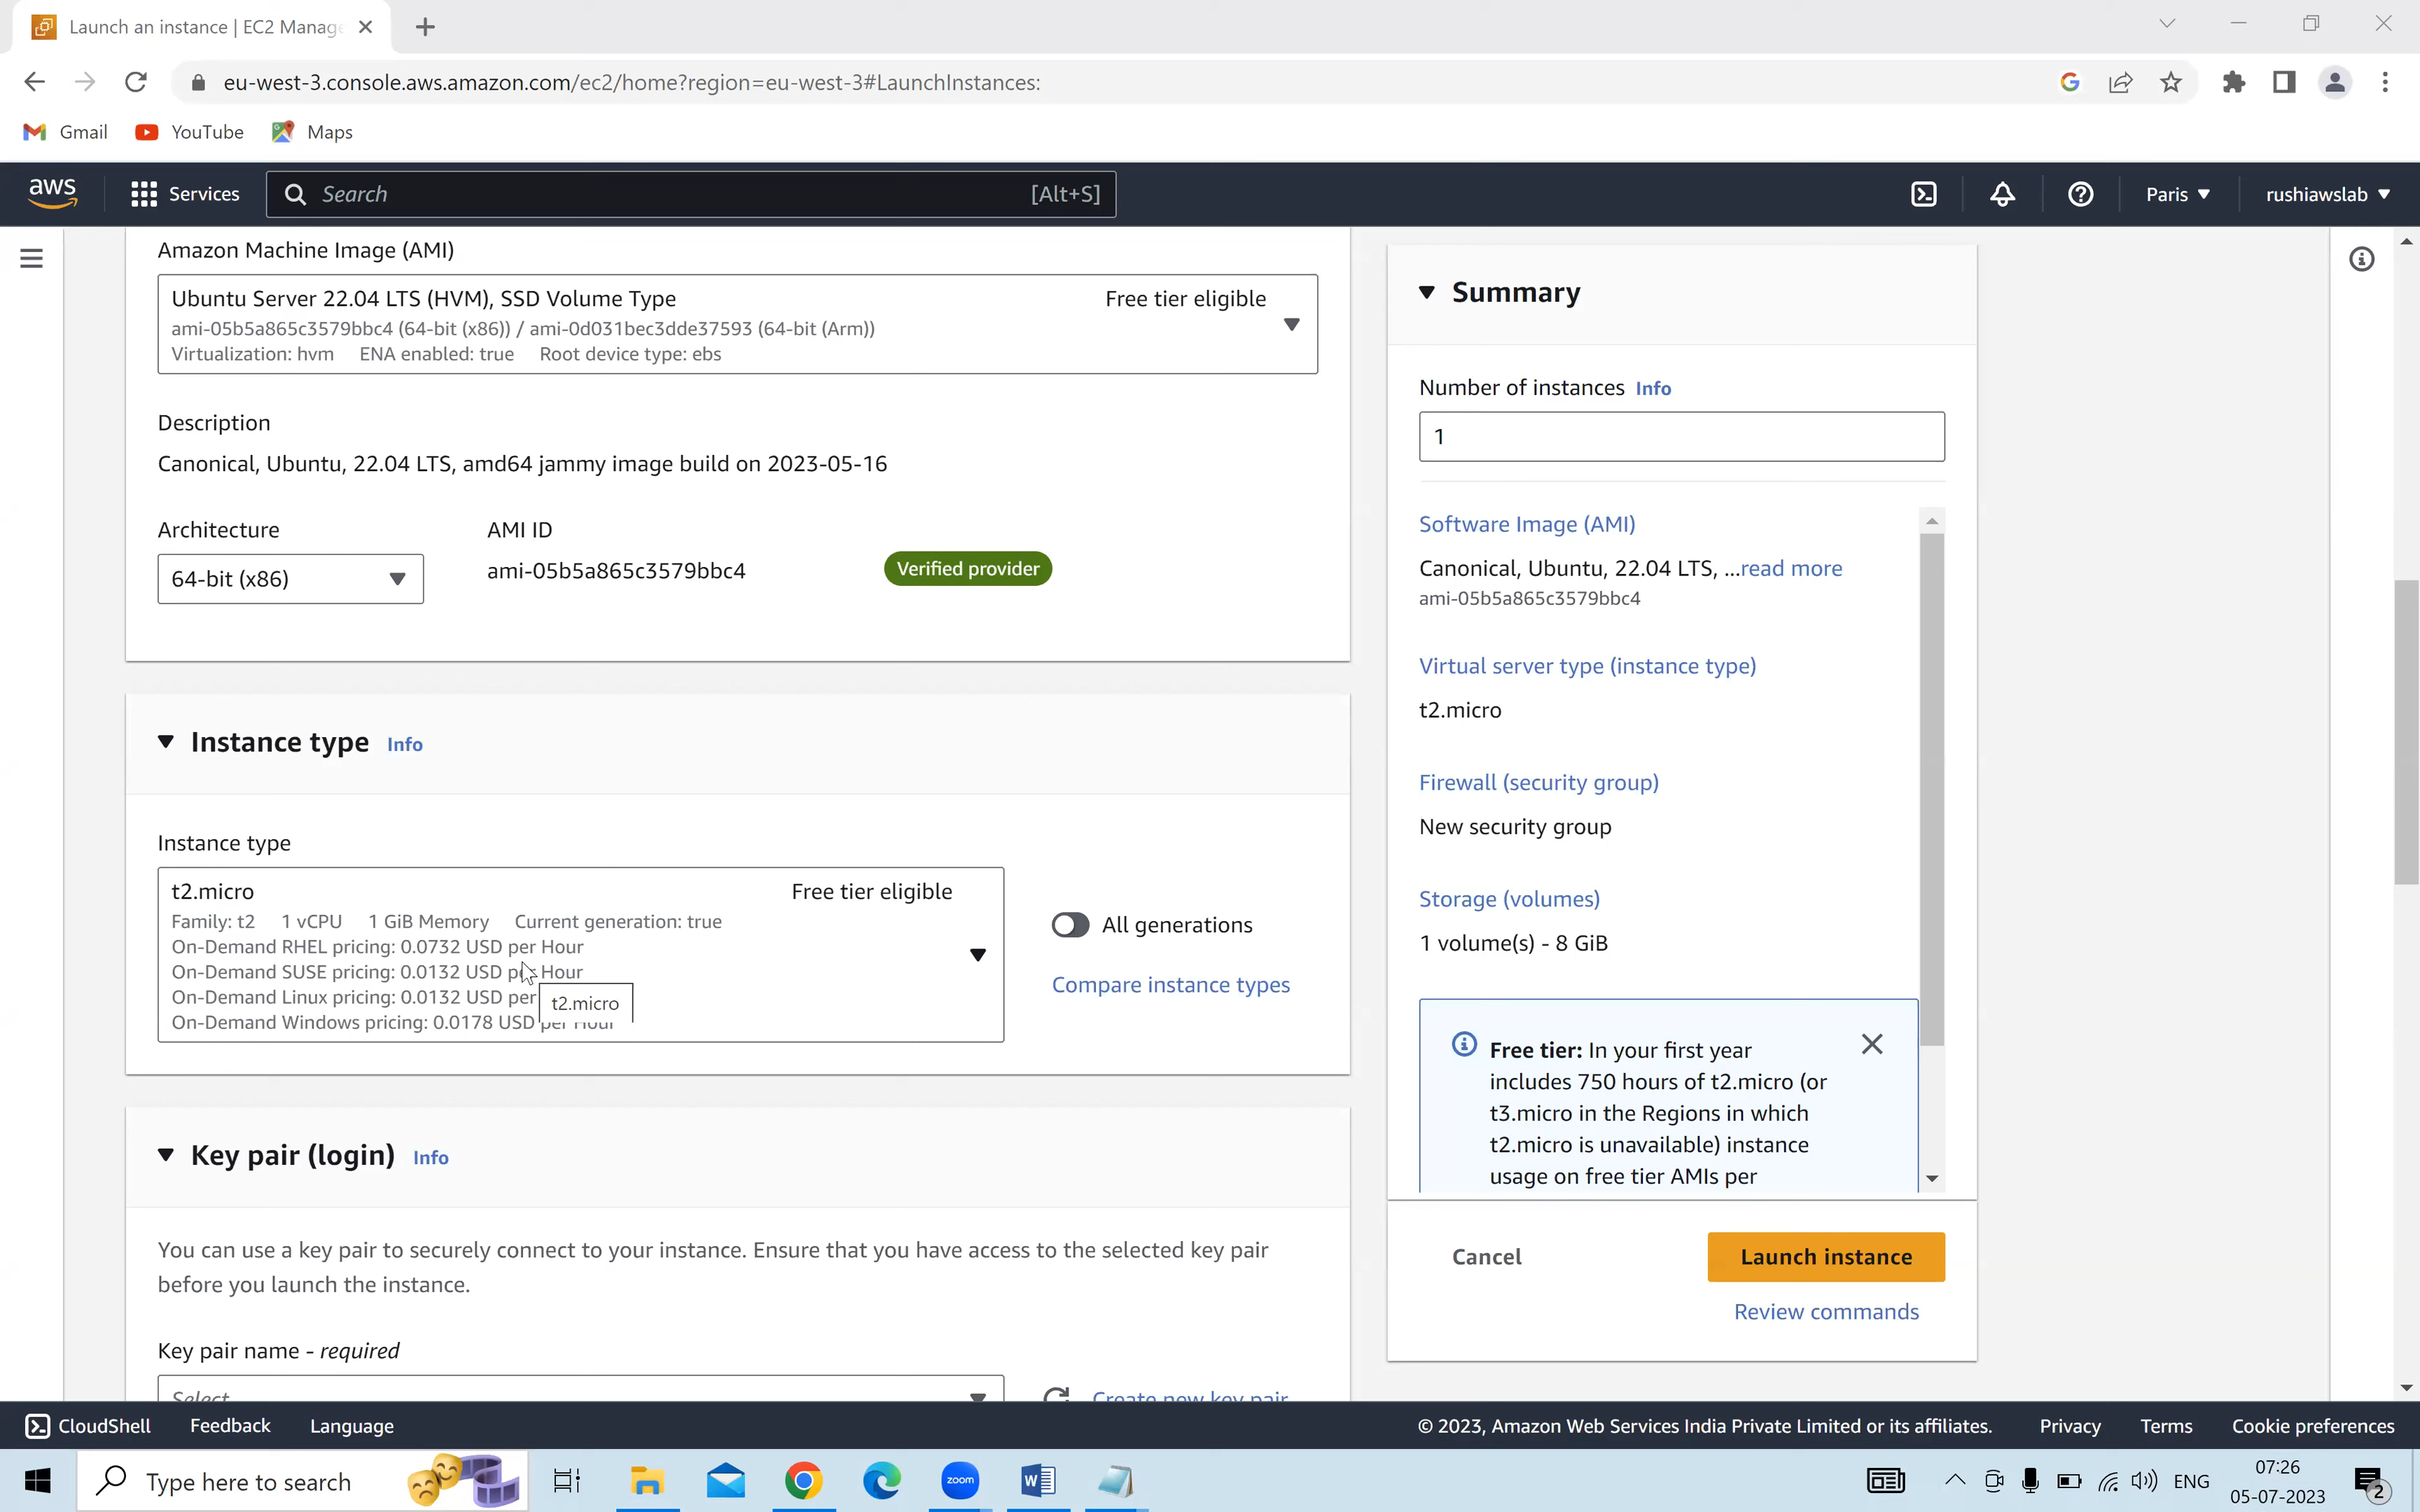 Launch an instance | EC2 Manag
eu-west-3.console.aws.amazon.com/ec2/home?region=eu-west-3#LaunchInstances:
Gmail YouTube Maps
aws Services Search [Alt+S] Paris rushiawslab
Amazon Machine Image (AMI)
Ubuntu Server 22.04 LTS (HVM), SSD Volume Type Free tier eligible
ami-05b5a865c3579bbc4 (64-bit (x86)) / ami-0d031bec3dde37593 (64-bit (Arm))
Virtualization: hvm ENA enabled: true Root device type: ebs
Description
Canonical, Ubuntu, 22.04 LTS, amd64 jammy image build on 2023-05-16
Architecture AMI ID
64-bit (x86) ami-05b5a865c3579bbc4 Verified provider
Instance type Info
Instance type
t2.micro Free tier eligible
Family: t2 1 vCPU 1 GiB Memory Current generation: true
On-Demand RHEL pricing: 0.0732 USD per Hour
On-Demand SUSE pricing: 0.0132 USD per Hour
On-Demand Linux pricing: 0.0132 USD per
On-Demand Windows pricing: 0.0178 USD per Hour
t2.micro
All generations
Compare instance types
Key pair (login) Info
You can use a key pair to securely connect to your instance. Ensure that you have access to the selected key pair
before you launch the instance.
Key pair name - required
Select
Create new key pair
Summary
Number of instances Info
1
Software Image (AMI)
Canonical, Ubuntu, 22.04 LTS, ...read more
ami-05b5a865c3579bbc4
Virtual server type (instance type)
t2.micro
Firewall (security group)
New security group
Storage (volumes)
1 volume(s) - 8 GiB
Free tier: In your first year
includes 750 hours of t2.micro (or
t3.micro in the Regions in which
t2.micro is unavailable) instance
usage on free tier AMIs per
Cancel Launch instance
Review commands
CloudShell Feedback Language © 2023, Amazon Web Services India Private Limited or its affiliates. Privacy Terms Cookie preferences
Type here to search zoom W ENG 07:26
05-07-2023 2